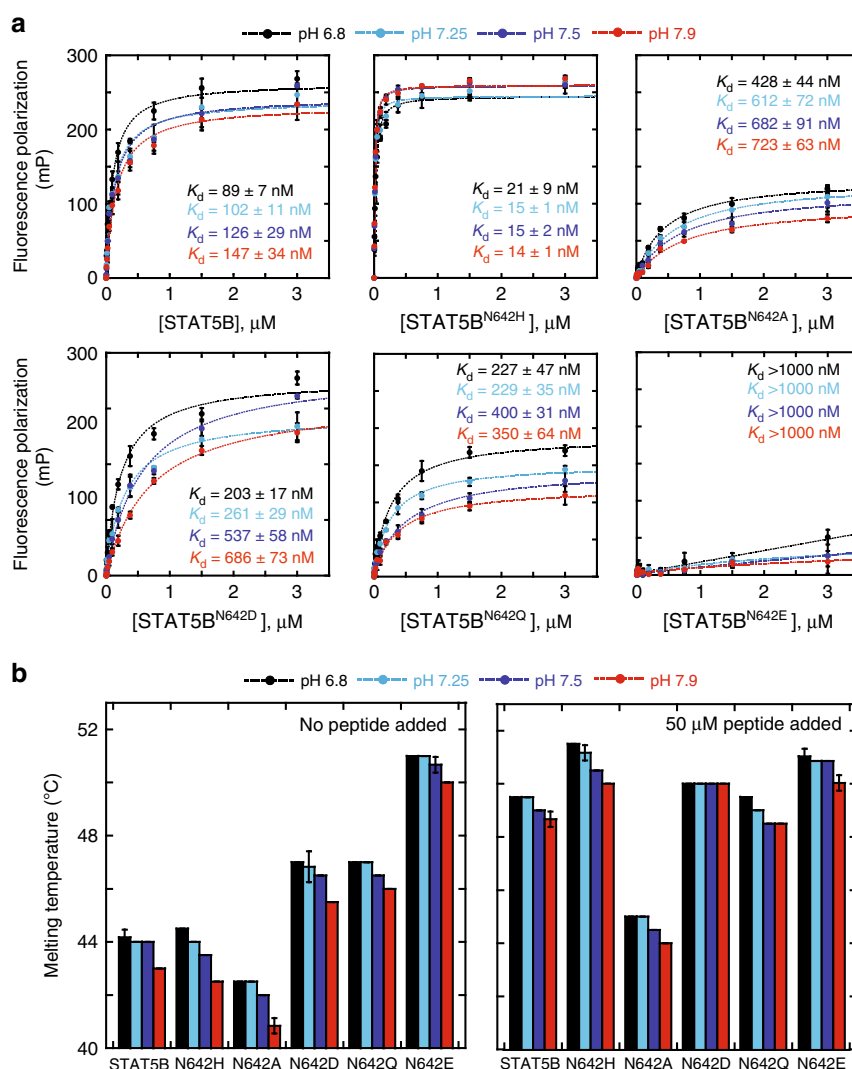 a
pH 6.8 pH 7.25 pH 7.5 pH 7.9
Fluorescence polarization
(mP)
300
200
100
0
Kd = 89 ± 7 nM
Kd = 102 ± 11 nM
Kd = 126 ± 29 nM
Kd = 147 ± 34 nM
0 1 2 3
[STAT5B], μM
Kd = 21 ± 9 nM
Kd = 15 ± 1 nM
Kd = 15 ± 2 nM
Kd = 14 ± 1 nM
0 1 2 3
[STAT5BN642H], μM
Kd = 428 ± 44 nM
Kd = 612 ± 72 nM
Kd = 682 ± 91 nM
Kd = 723 ± 63 nM
0 1 2 3
[STAT5BN642A], μM
Fluorescence polarization
(mP)
300
200
100
0
Kd = 203 ± 17 nM
Kd = 261 ± 29 nM
Kd = 537 ± 58 nM
Kd = 686 ± 73 nM
0 1 2 3
[STAT5BN642D], μM
Kd = 227 ± 47 nM
Kd = 229 ± 35 nM
Kd = 400 ± 31 nM
Kd = 350 ± 64 nM
0 1 2 3
[STAT5BN642Q], μM
Kd >1000 nM
Kd >1000 nM
Kd >1000 nM
Kd >1000 nM
0 1 2 3
[STAT5BN642E], μM
b
pH 6.8 pH 7.25 pH 7.5 pH 7.9
Melting temperature (°C)
52
48
44
40
No peptide added
STAT5B N642H N642A N642D N642Q N642E
50 μM peptide added
STAT5B N642H N642A N642D N642Q N642E